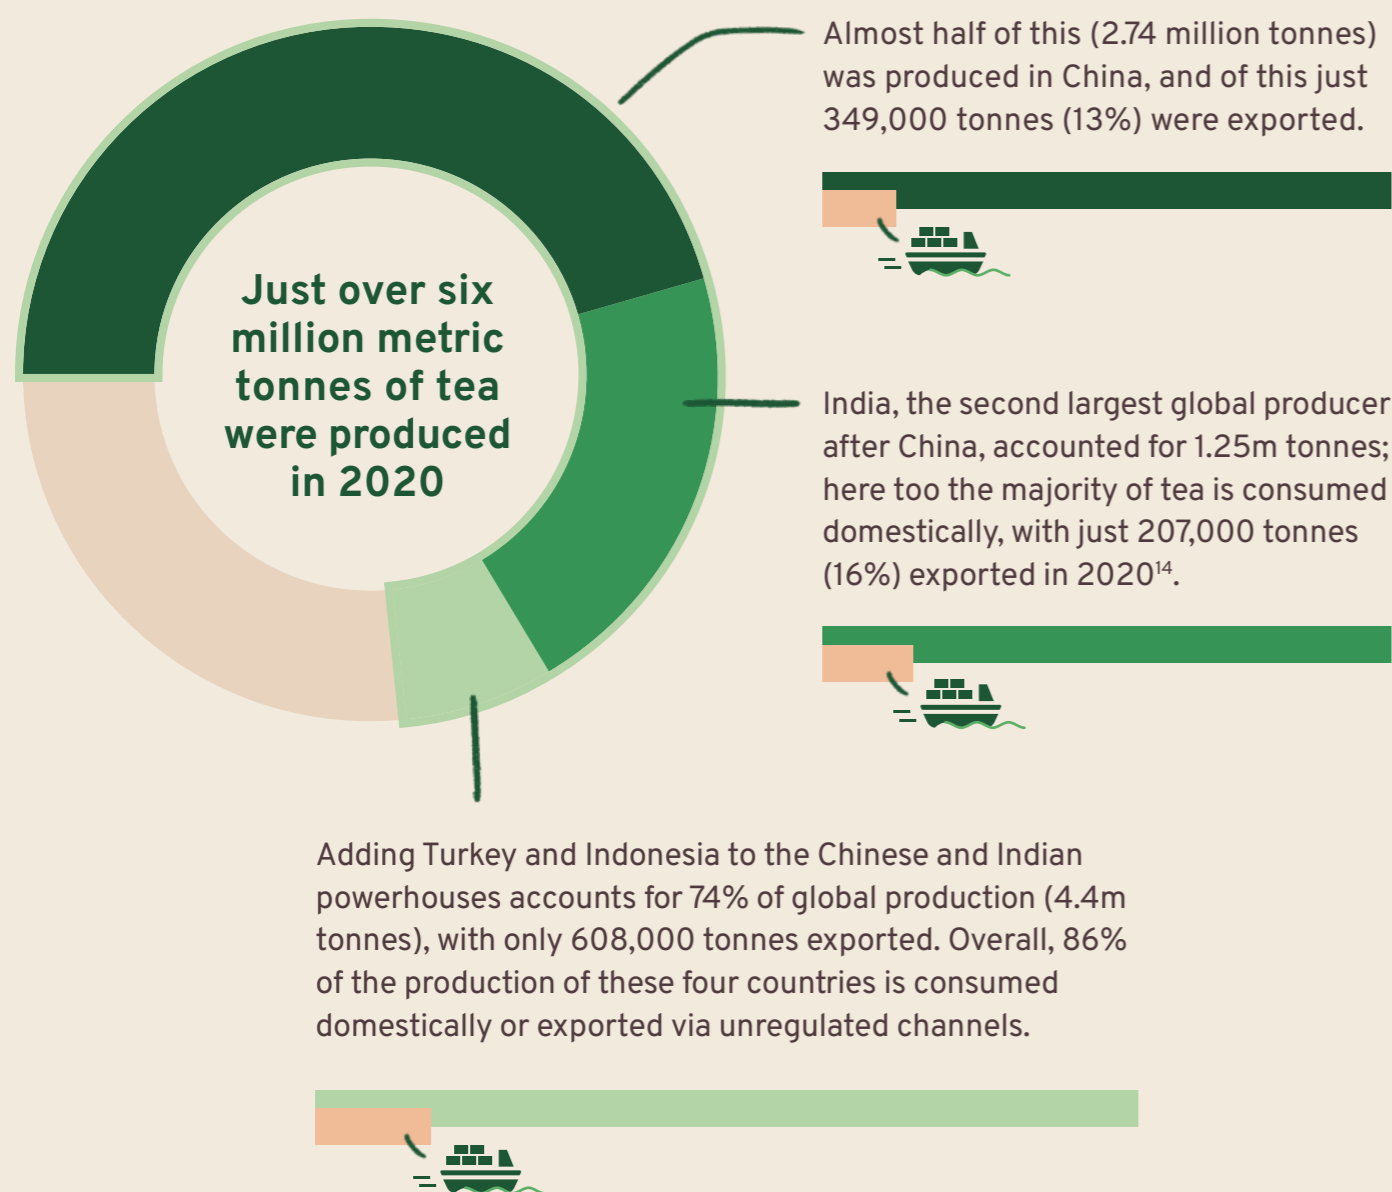 Just over six
million metric
tonnes of tea
were produced
in 2020
Almost half of this (2.74 million tonnes)
was produced in China, and of this just
349,000 tonnes (13%) were exported.
India, the second largest global producer
after China, accounted for 1.25m tonnes;
here too the majority of tea is consumed
domestically, with just 207,000 tonnes
(16%) exported in 2020¹⁴.
Adding Turkey and Indonesia to the Chinese and Indian
powerhouses accounts for 74% of global production (4.4m
tonnes), with only 608,000 tonnes exported. Overall, 86%
of the production of these four countries is consumed
domestically or exported via unregulated channels.